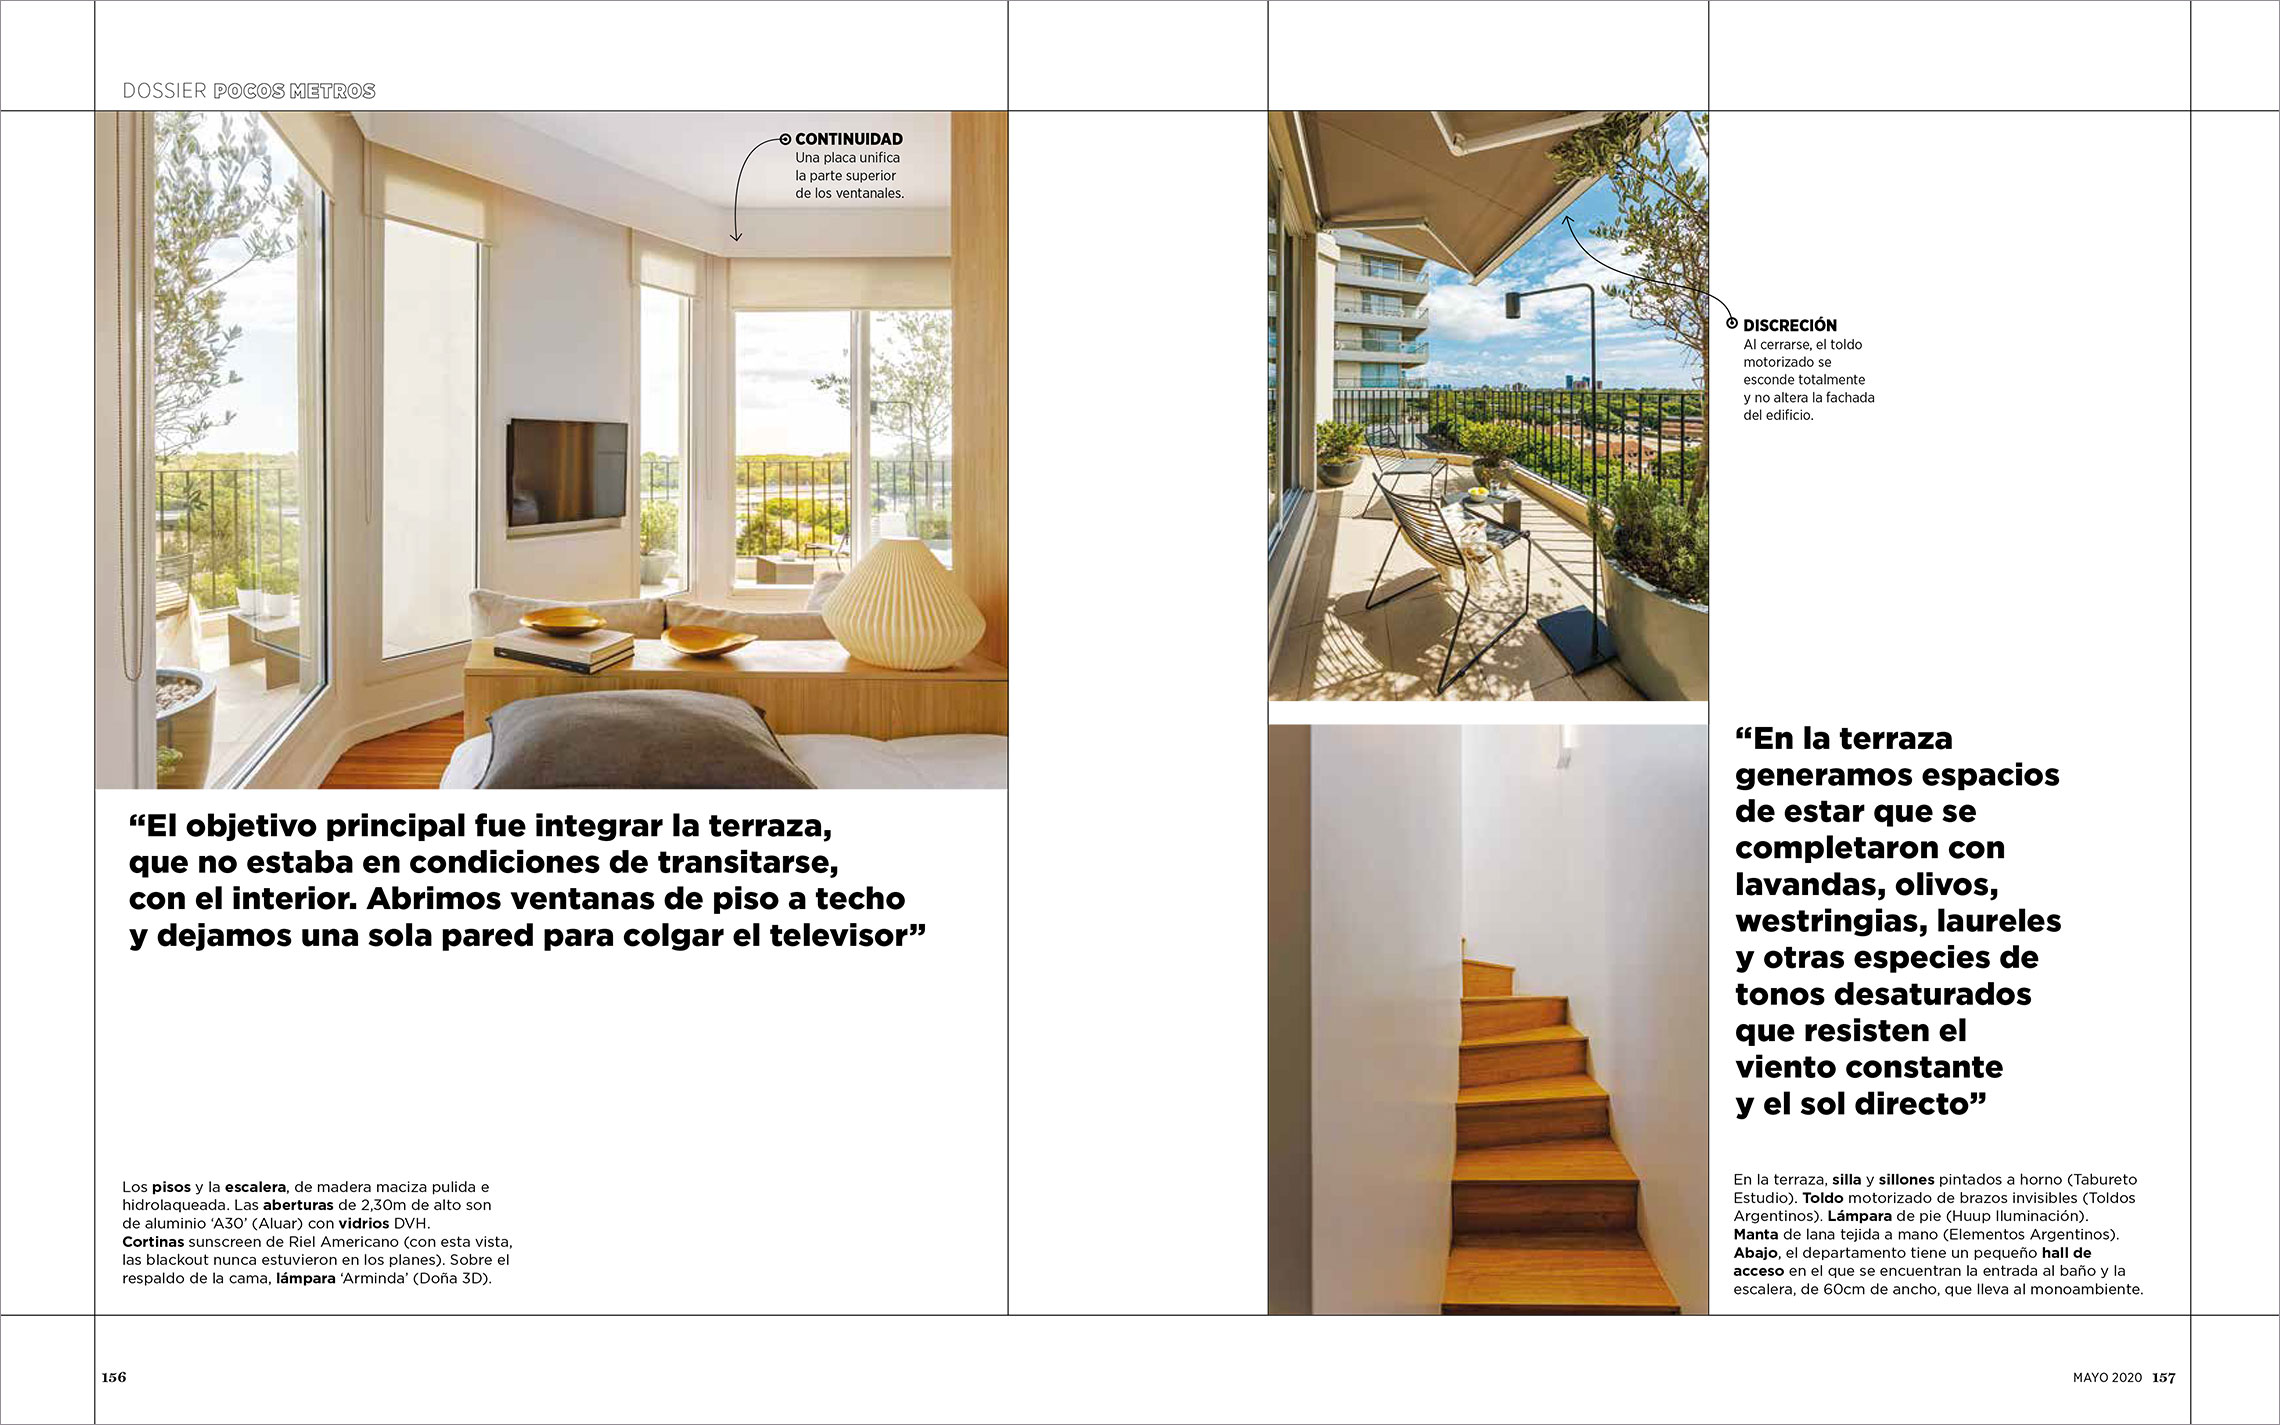 DOSSIER POCOS METROS
CONTINUIDAD
Una placa unifica
la parte superior
de los ventanales.
“El objetivo principal fue integrar la terraza,
que no estaba en condiciones de transitarse,
con el interior. Abrimos ventanas de piso a techo
y dejamos una sola pared para colgar el televisor”
Los pisos y la escalera, de madera maciza pulida e
hidrolaqueada. Las aberturas de 2,30m de alto son
de aluminio ‘A30’ (Aluar) con vidrios DVH.
Cortinas sunscreen de Riel Americano (con esta vista,
las blackout nunca estuvieron en los planes). Sobre el
respaldo de la cama, lámpara ‘Arminda’ (Doña 3D).
156
DISCRECIÓN
Al cerrarse, el toldo
motorizado se
esconde totalmente
y no altera la fachada
del edificio.
“En la terraza
generamos espacios
de estar que se
completaron con
lavandas, olivos,
westringias, laureles
y otras especies de
tonos desaturados
que resisten el
viento constante
y el sol directo”
En la terraza, silla y sillones pintados a horno (Tabureto
Estudio). Toldo motorizado de brazos invisibles (Toldos
Argentinos). Lámpara de pie (Huup Iluminación).
Manta de lana tejida a mano (Elementos Argentinos).
Abajo, el departamento tiene un pequeño hall de
acceso en el que se encuentran la entrada al baño y la
escalera, de 60cm de ancho, que lleva al monoambiente.
MAYO 2020 157